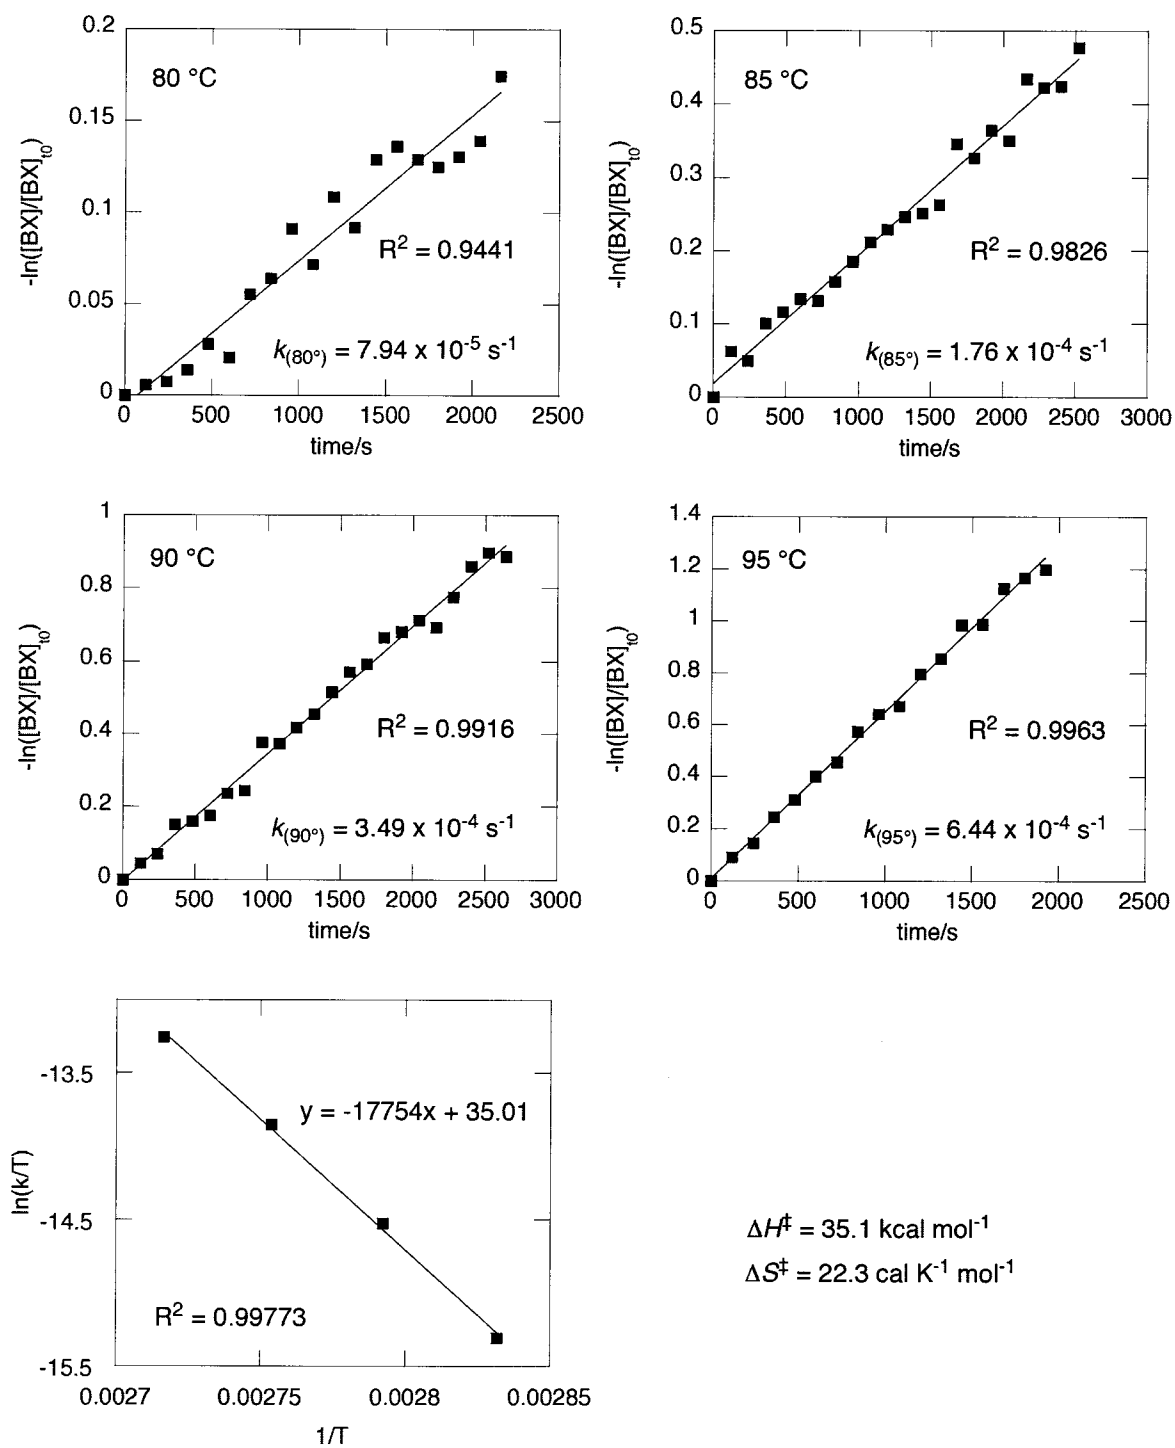 0.2
0.15
0.1
0.05
0
-ln([BX]/[BX]t0)
80 °C
R² = 0.9441
k(80°) = 7.94 x 10⁻⁵ s⁻¹
0 500 1000 1500 2000 2500
time/s
0.5
0.4
0.3
0.2
0.1
0
-ln([BX]/[BX]t0)
85 °C
R² = 0.9826
k(85°) = 1.76 x 10⁻⁴ s⁻¹
0 500 1000 1500 2000 2500 3000
time/s
1
0.8
0.6
0.4
0.2
0
-ln([BX]/[BX]t0)
90 °C
R² = 0.9916
k(90°) = 3.49 x 10⁻⁴ s⁻¹
0 500 1000 1500 2000 2500 3000
time/s
1.4
1.2
1
0.8
0.6
0.4
0.2
0
-ln([BX]/[BX]t0)
95 °C
R² = 0.9963
k(95°) = 6.44 x 10⁻⁴ s⁻¹
0 500 1000 1500 2000 2500
time/s
-13.5
-14.5
-15.5
ln(k/T)
y = -17754x + 35.01
R² = 0.99773
0.0027 0.00275 0.0028 0.00285
1/T
ΔH‡ = 35.1 kcal mol⁻¹
ΔS‡ = 22.3 cal K⁻¹ mol⁻¹